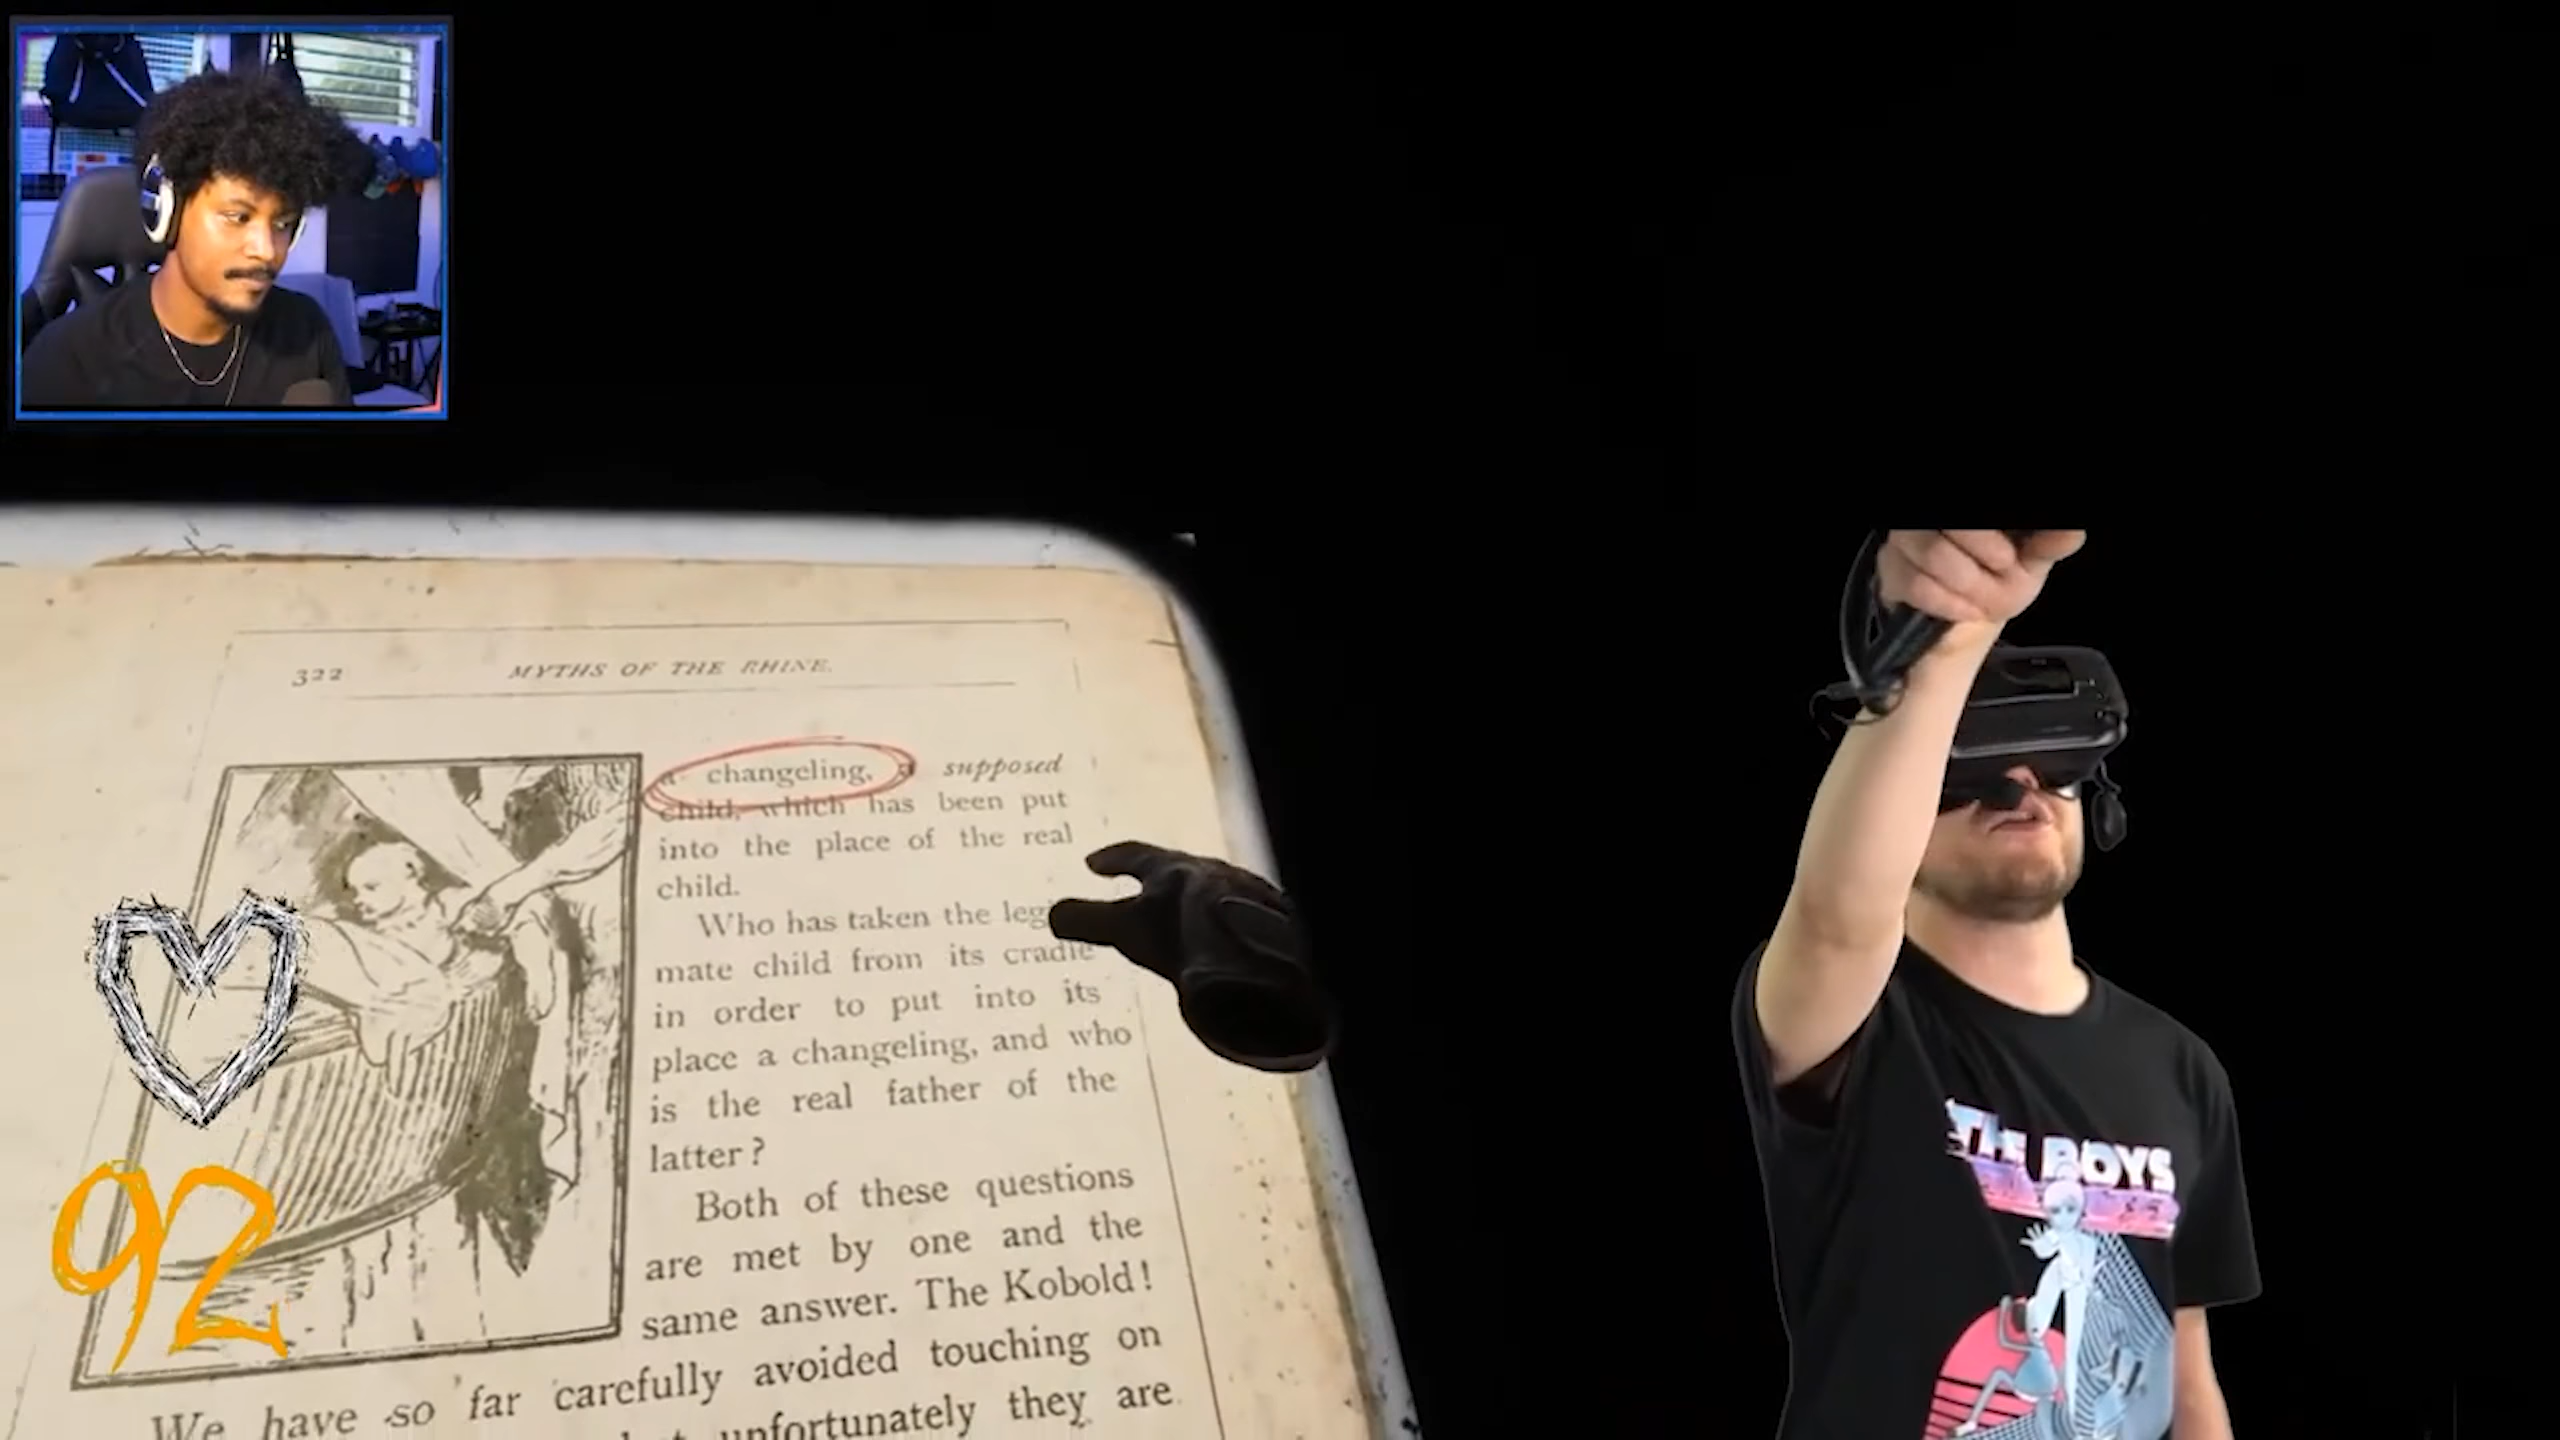 322 MYTHS OF THE RHINE.
a changeling, a supposed
child, which has been put
into the place of the real
child.
Who has taken the legi
mate child from its cradle
in order to put into its
place a changeling, and who
is the real father of the
latter?
Both of these questions
are met by one and the
same answer. The Kobold!
We have so far carefully avoided touching on
unfortunately they are
92
THE BOYS